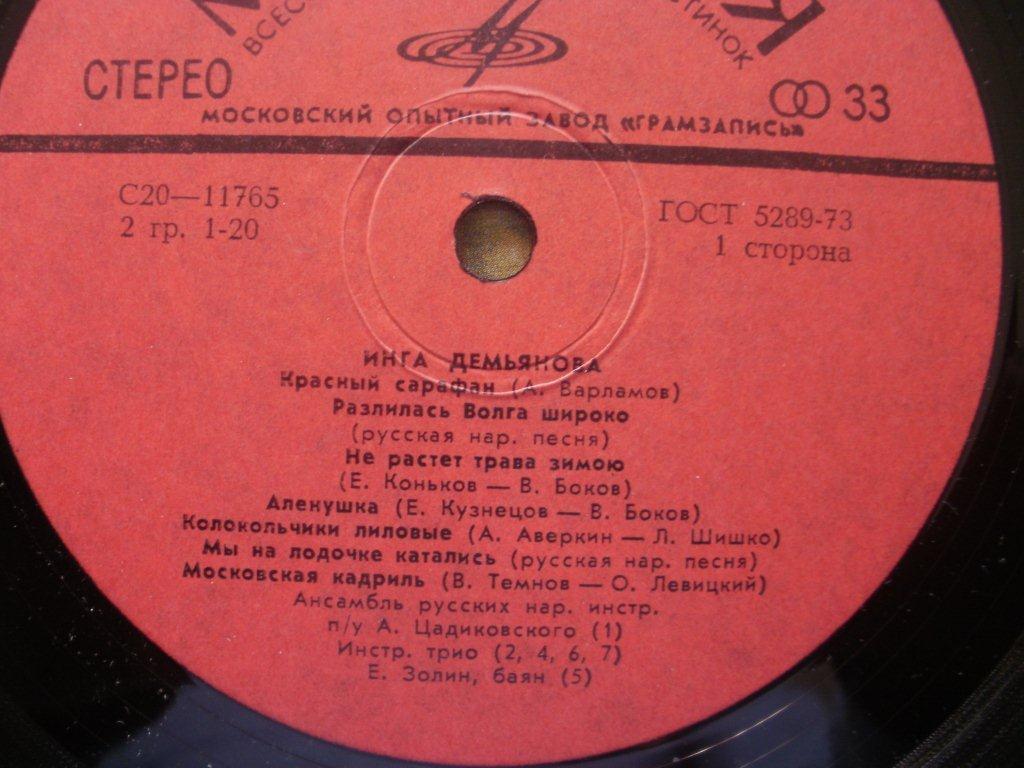 СТЕРЕО
33
МОСКОВСКИЙ ОПЫТНЫЙ ЗАВОД «ГРАМЗАПИСЬ»
С20—11765
2 гр. 1-20
ГОСТ 5289-73
1 сторона
ИНГА ДЕМЬЯНОВА
Красный сарафан (А. Варламов)
Разлилась Волга широко
(русская нар. песня)
Не растет трава зимою
(Е. Коньков — В. Боков)
Аленушка (Е. Кузнецов — В. Боков)
Колокольчики лиловые (А. Аверкин — Л. Шишко)
Мы на лодочке катались (русская нар. песня)
Московская кадриль (В. Темнов — О. Левицкий)
Ансамбль русских нар. инстр.
п/у А. Цадиковского (1)
Инстр. трио (2, 4, 6, 7)
Е. Золин, баян (5)